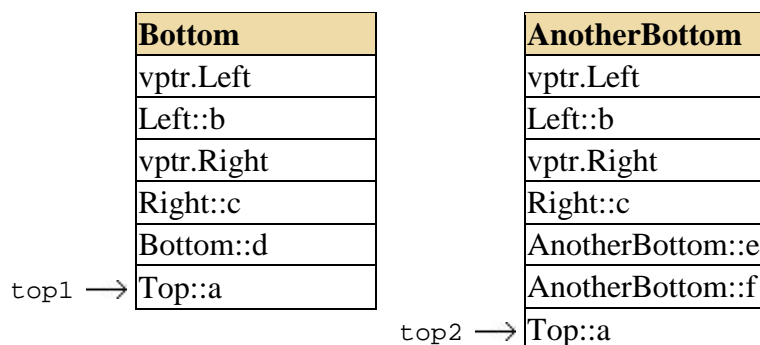 Bottom
vptr.Left
Left::b
vptr.Right
Right::c
Bottom::d
top1 → Top::a
AnotherBottom
vptr.Left
Left::b
vptr.Right
Right::c
AnotherBottom::e
AnotherBottom::f
top2 → Top::a